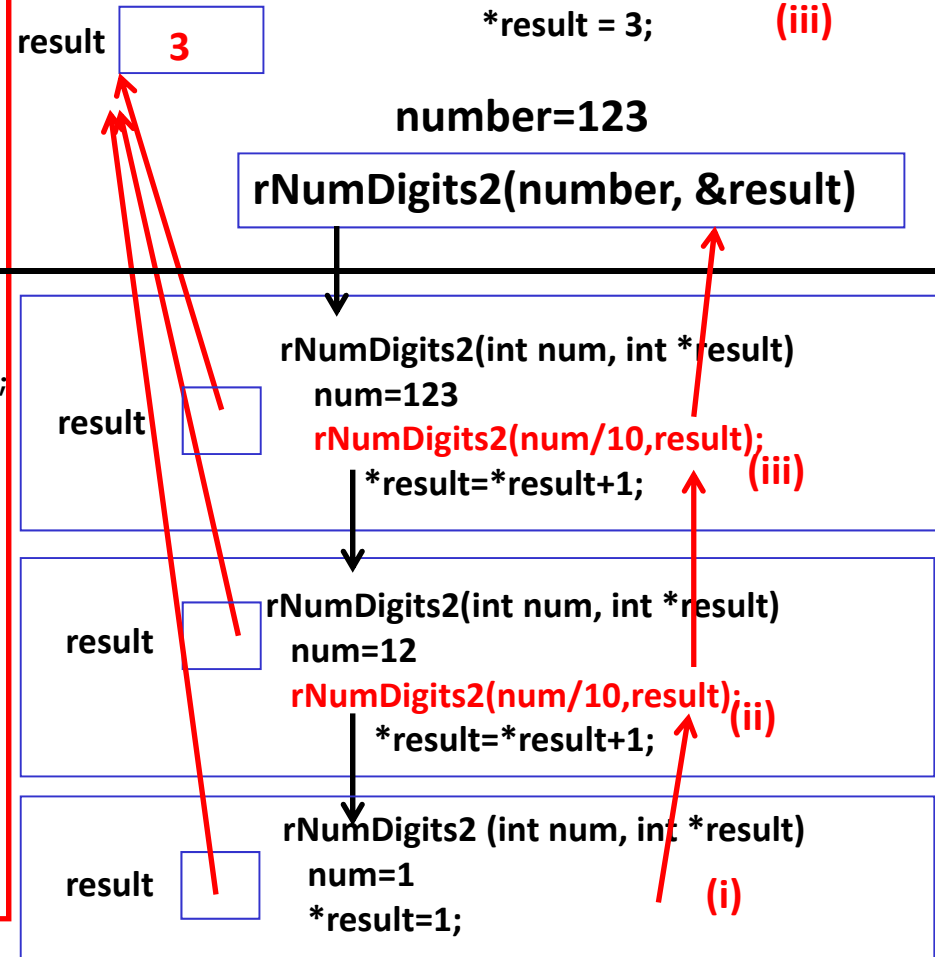 *result = 3; (iii)
result 3
number=123
rNumDigits2(number, &result)
rNumDigits2(int num, int *result)
;
num=123
result
rNumDigits2(num/10,result);
(iii)
*result=*result+1;
rNumDigits2(int num, int *result)
result
num=12
rNumDigits2(num/10,result);
(ii)
*result=*result+1;
rNumDigits2 (int num, int *result)
num=1
result
(i)
*result=1;